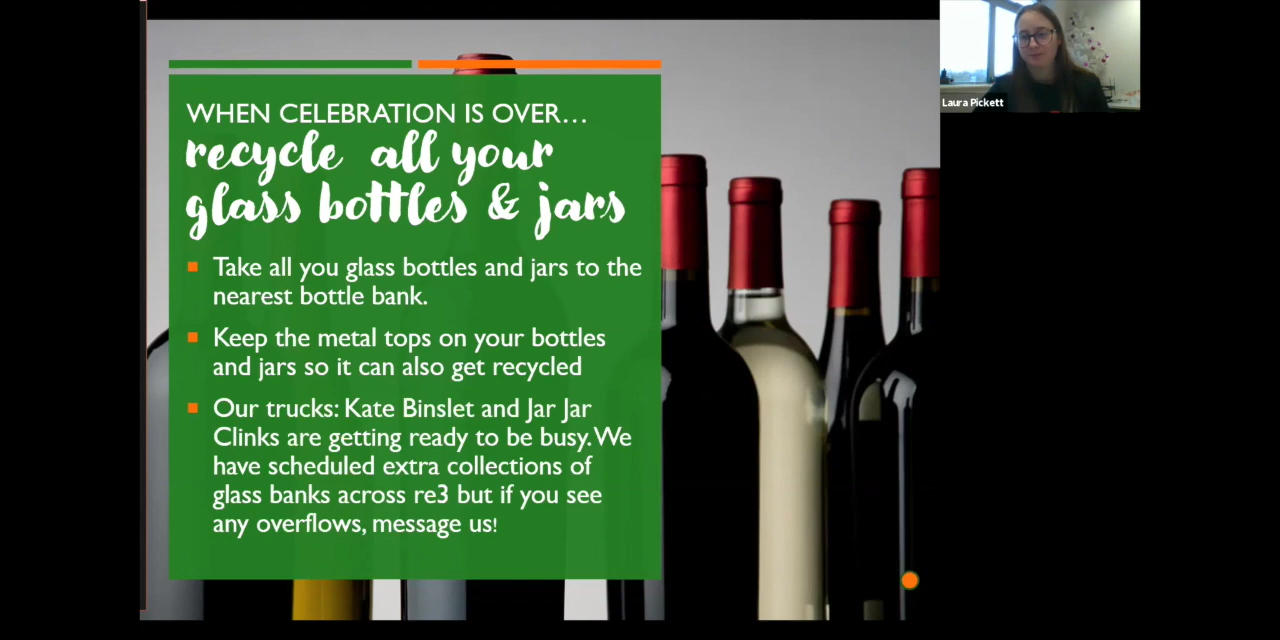 WHEN CELEBRATION IS OVER...
recycle all your
glass bottles & jars
Take all you glass bottles and jars to the
nearest bottle bank.
Keep the metal tops on your bottles
and jars so it can also get recycled
Our trucks: Kate Binslet and Jar Jar
Clinks are getting ready to be busy. We
have scheduled extra collections of
glass banks across re3 but if you see
any overflows, message us!
Laura Pickett